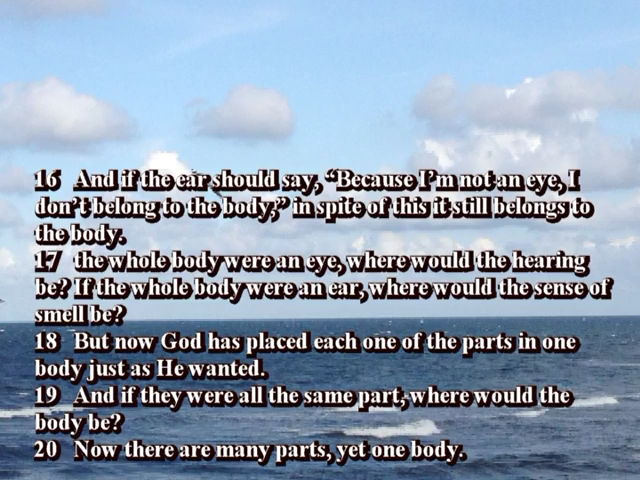 16   And if the ear should say, “Because I’m not an eye, I
don’t belong to the body,” in spite of this it still belongs to
the body.
17   the whole body were an eye, where would the hearing
be? If the whole body were an ear, where would the sense of
smell be?
18   But now God has placed each one of the parts in one
body just as He wanted.
19   And if they were all the same part, where would the
body be?
20   Now there are many parts, yet one body.